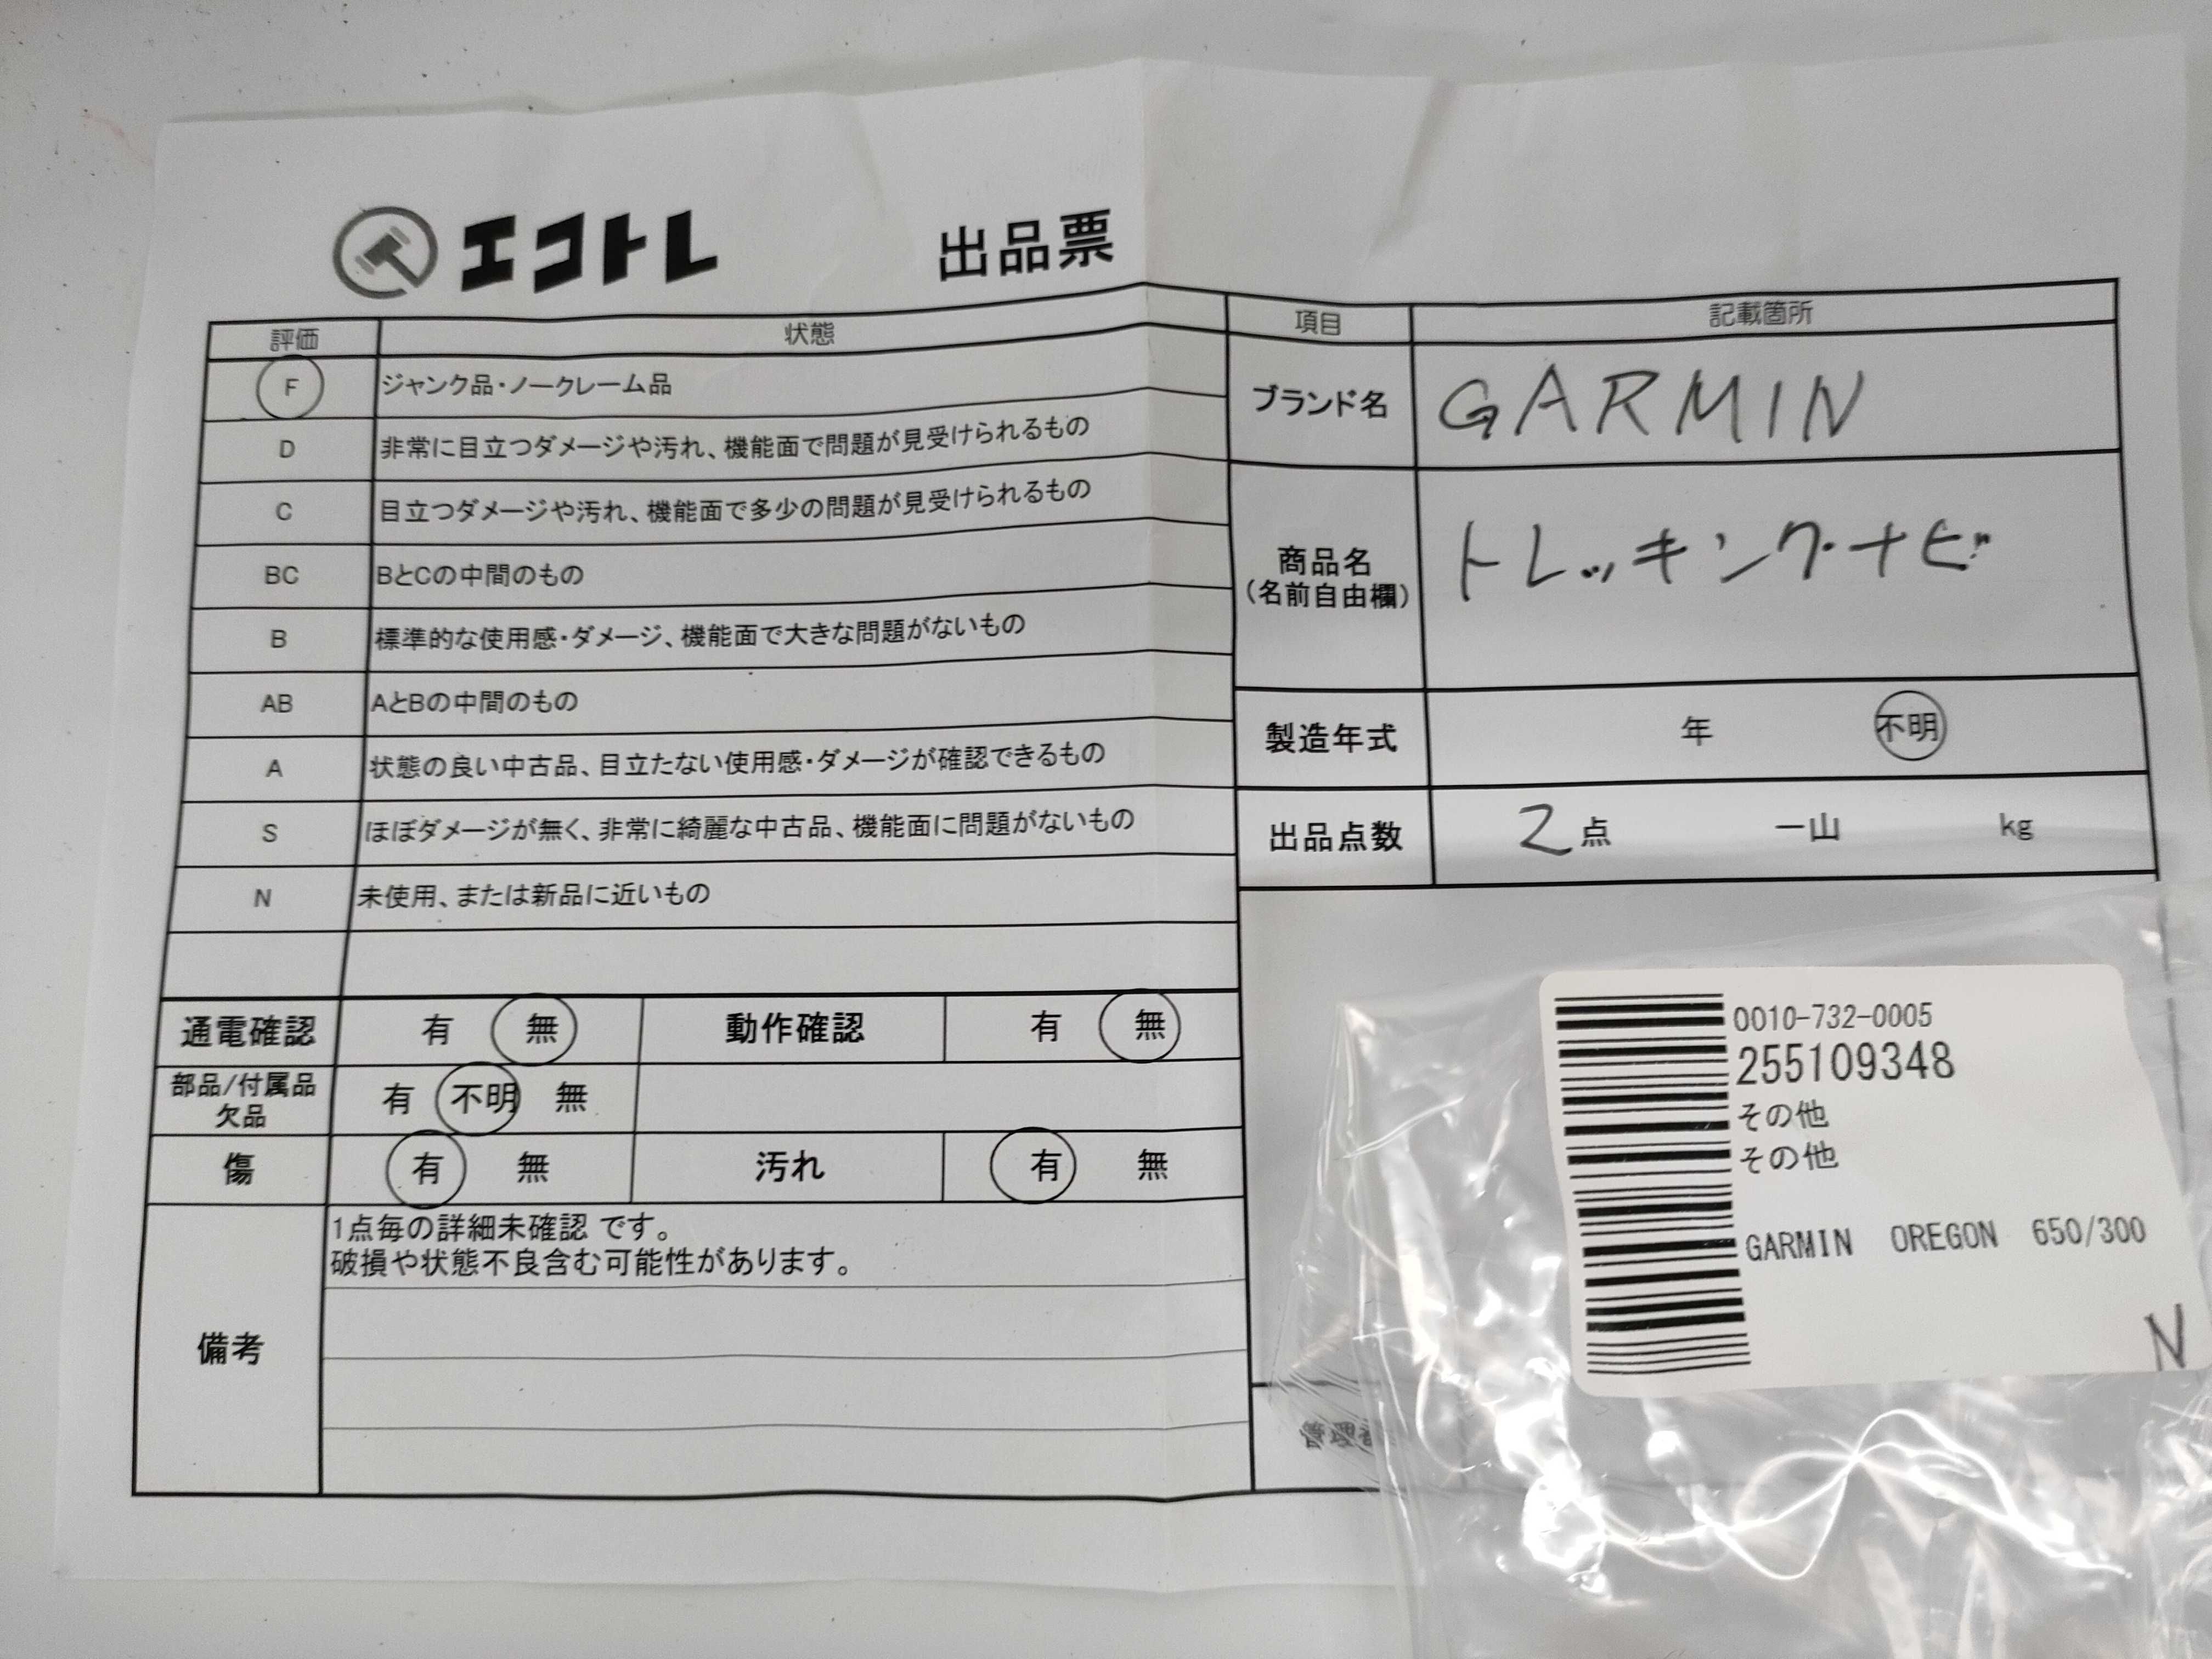 エコトレ 出品票
評価 状態
F ジャンク品・ノークレーム品
D 非常に目立つダメージや汚れ、機能面で問題が見受けられるもの
C 目立つダメージや汚れ、機能面で多少の問題が見受けられるもの
BC BとCの中間のもの
B 標準的な使用感・ダメージ、機能面で大きな問題がないもの
AB AとBの中間のもの
A 状態の良い中古品、目立たない使用感・ダメージが確認できるもの
S ほぼダメージが無く、非常に綺麗な中古品、機能面に問題がないもの
N 未使用、または新品に近いもの
通電確認 有 無 動作確認 有 無
部品/付属品
欠品 有 不明 無
傷 有 無 汚れ 有 無
備考
1点毎の詳細未確認 です。
破損や状態不良含む可能性があります。
項目 記載箇所
ブランド名 GARMIN
商品名
(名前自由欄) トレッキングナビ
製造年式 年 不明
出品点数 2点 一山 kg
管理
0010-732-0005
255109348
その他
その他
GARMIN OREGON 650/300
N